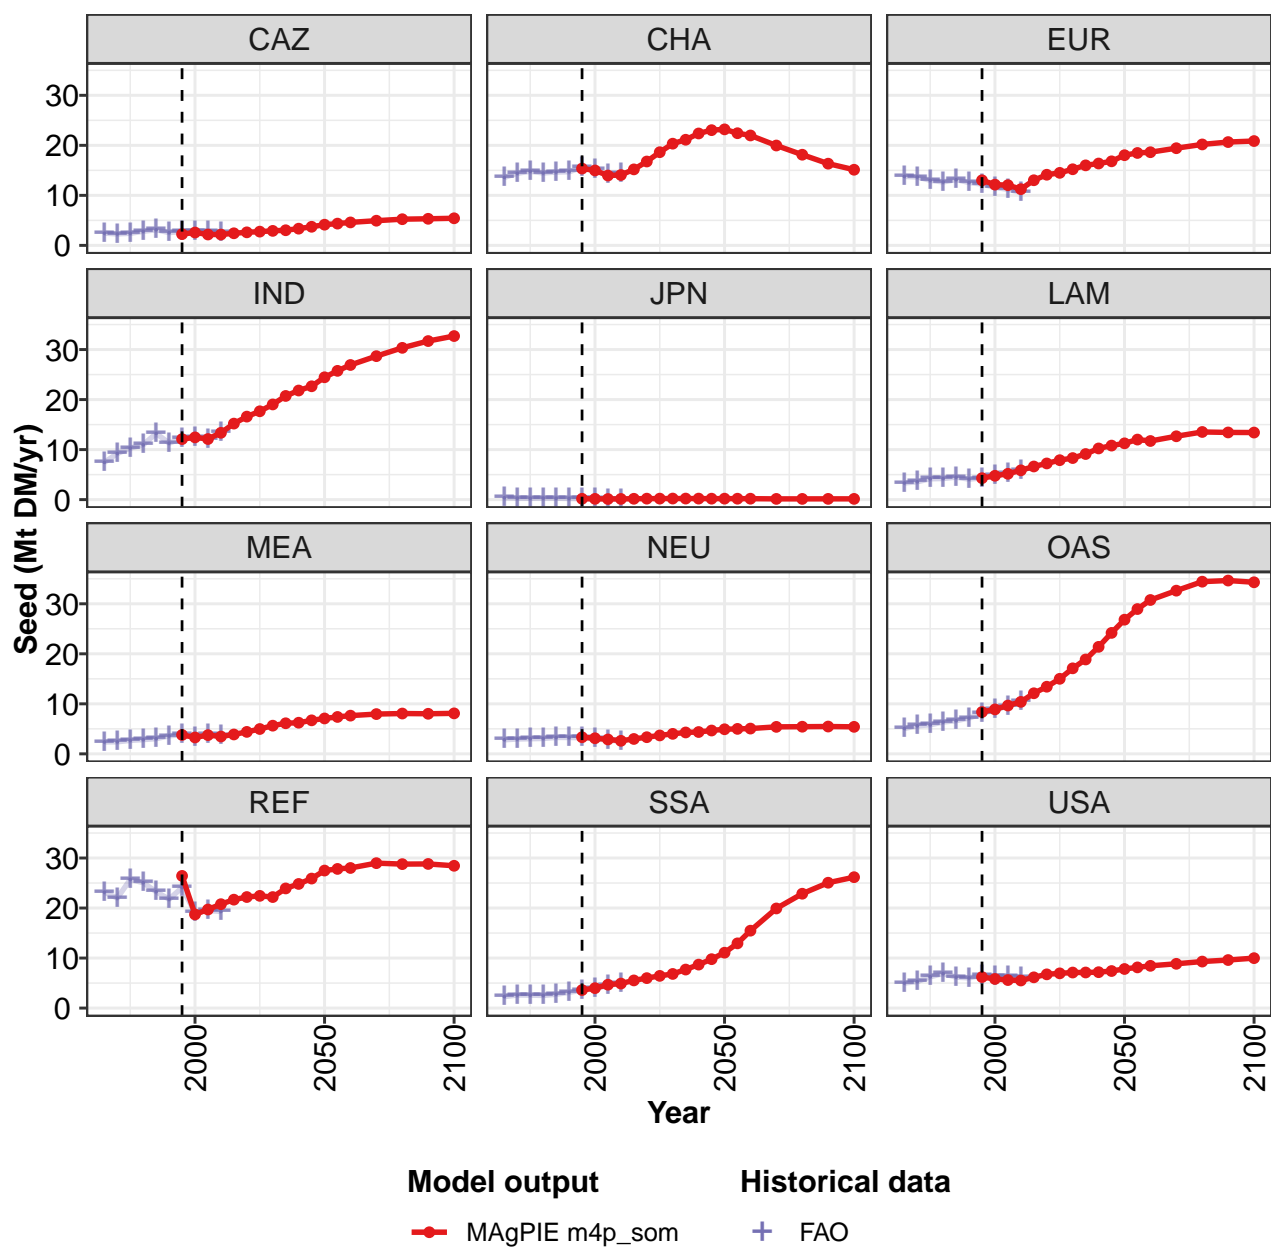 CAZ CHA EUR
30
20
10
0
IND JPN LAM
30
20
10
0
MEA NEU OAS
30
20
10
0
REF SSA USA
30
20
10
0
Seed (Mt DM/yr)
2000 2050 2100 2000 2050 2100 2000 2050 2100
Year
Model output Historical data
MAgPIE m4p_som FAO